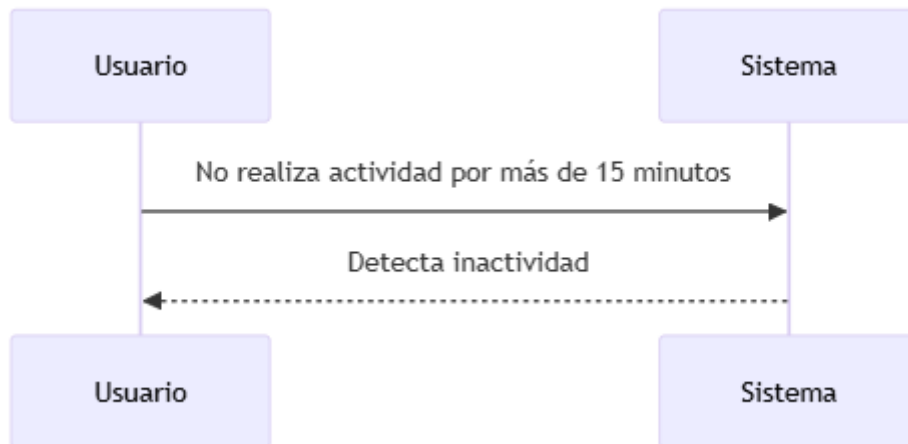 Usuario
Sistema
No realiza actividad por más de 15 minutos
Detecta inactividad
Usuario
Sistema